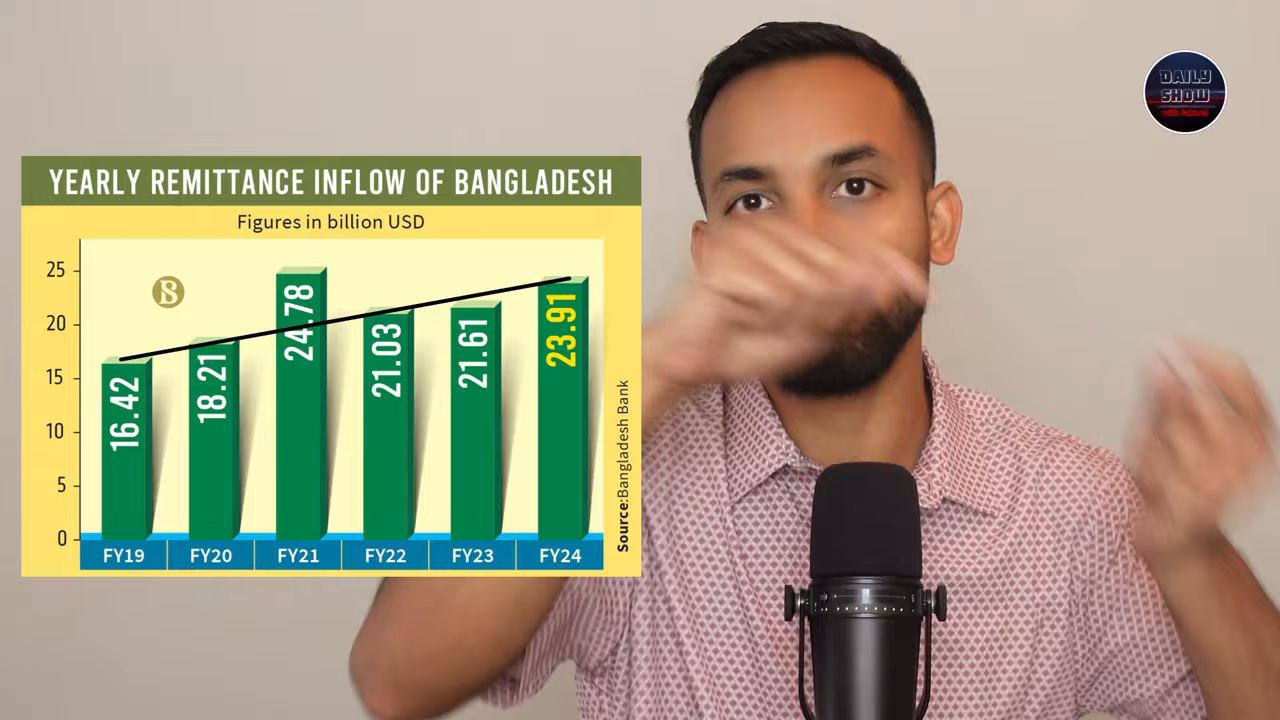 YEARLY REMITTANCE INFLOW OF BANGLADESH
Figures in billion USD
25
20
15
10
5
0
16.42
18.21
24.78
21.03
21.61
23.91
FY19
FY20
FY21
FY22
FY23
FY24
Source:Bangladesh Bank
DAILY
SHOW